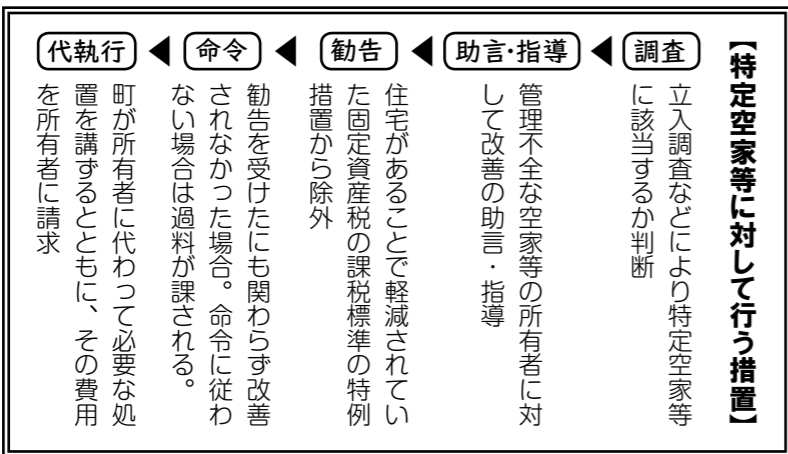 【特定空家等に対して行う措置】
調査
立入調査などにより特定空家等
に該当するか判断
助言・指導
管理不全な空家等の所有者に対
して改善の助言・指導
勧告
住宅があることで軽減されてい
た固定資産税の課税標準の特例
措置から除外
命令
勧告を受けたにも関わらず改善
されなかった場合。命令に従わ
ない場合は過料が課される。
代執行
町が所有者に代わって必要な処
置を講ずるとともに、その費用
を所有者に請求